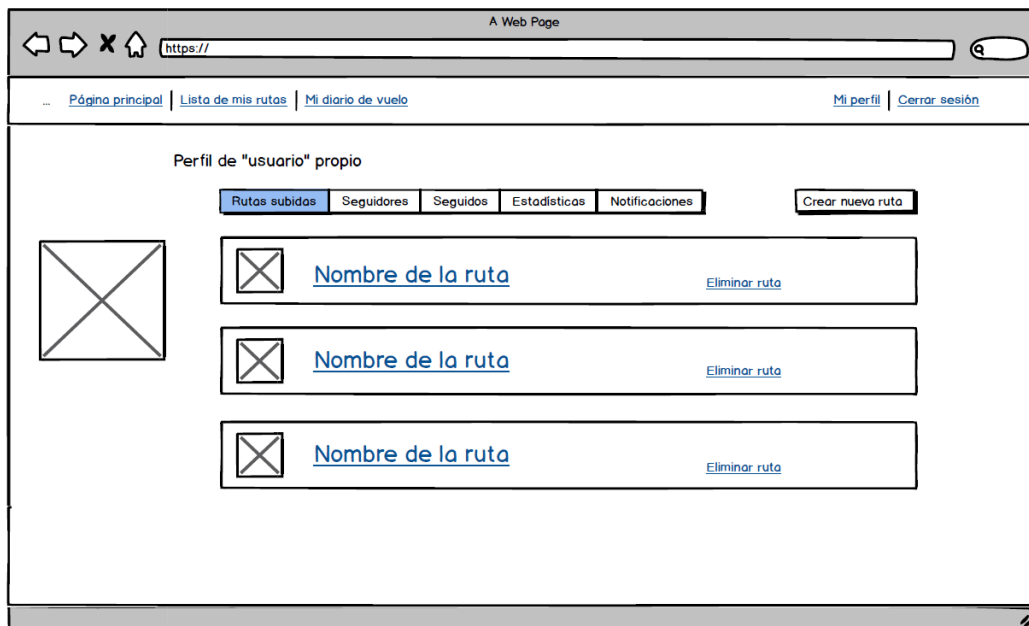 A Web Page
https://
... Página principal Lista de mis rutas Mi diario de vuelo Mi perfil Cerrar sesión
Perfil de "usuario" propio
Rutas subidas Seguidores Seguidos Estadísticas Notificaciones Crear nueva ruta
Nombre de la ruta Eliminar ruta
Nombre de la ruta Eliminar ruta
Nombre de la ruta Eliminar ruta